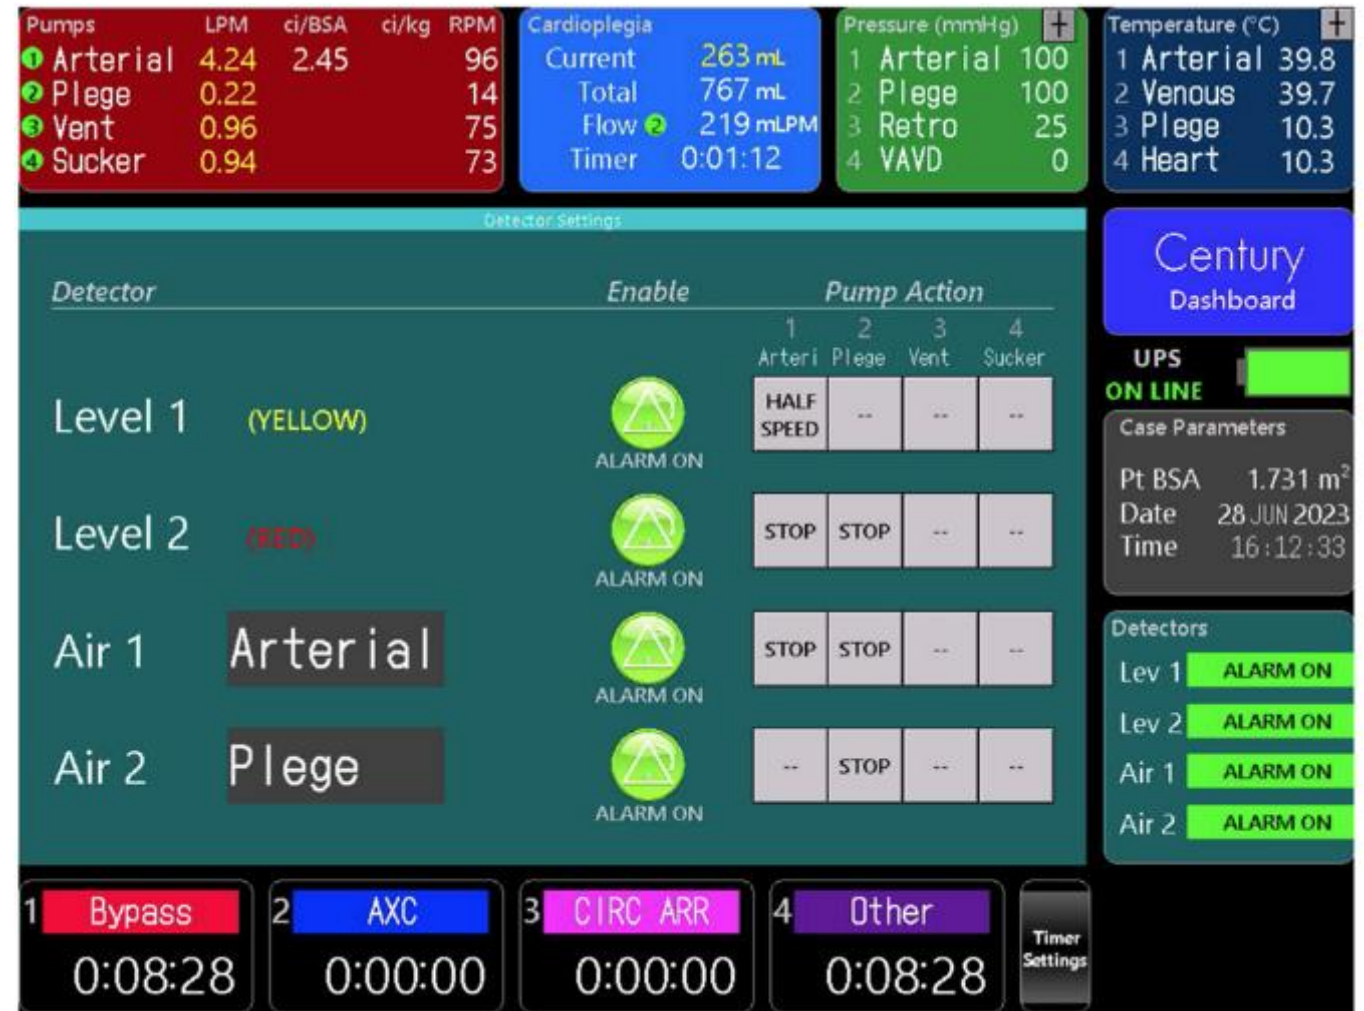 Pumps LPM ci/BSA ci/kg RPM
1 Arterial 4.24 2.45 96
2 Plege 0.22 14
3 Vent 0.96 75
4 Sucker 0.94 73
Cardioplegia
Current 263 mL
Total 767 mL
Flow 2 219 mLPM
Timer 0:01:12
Pressure (mmHg) +
1 Arterial 100
2 Plege 100
3 Retro 25
4 VAVD 0
Temperature (°C) +
1 Arterial 39.8
2 Venous 39.7
3 Plege 10.3
4 Heart 10.3
Detector Settings
Detector Enable Pump Action
1 2 3 4
Arteri Plege Vent Sucker
Level 1 (YELLOW) ALARM ON HALF SPEED -- -- --
Level 2 (RED) ALARM ON STOP STOP -- --
Air 1 Arterial ALARM ON STOP STOP -- --
Air 2 Plege ALARM ON -- STOP -- --
Century
Dashboard
UPS
ON LINE
Case Parameters
Pt BSA 1.731 m²
Date 28 JUN 2023
Time 16:12:33
Detectors
Lev 1 ALARM ON
Lev 2 ALARM ON
Air 1 ALARM ON
Air 2 ALARM ON
1 Bypass
0:08:28
2 AXC
0:00:00
3 CIRC ARR
0:00:00
4 Other
0:08:28
Timer
Settings